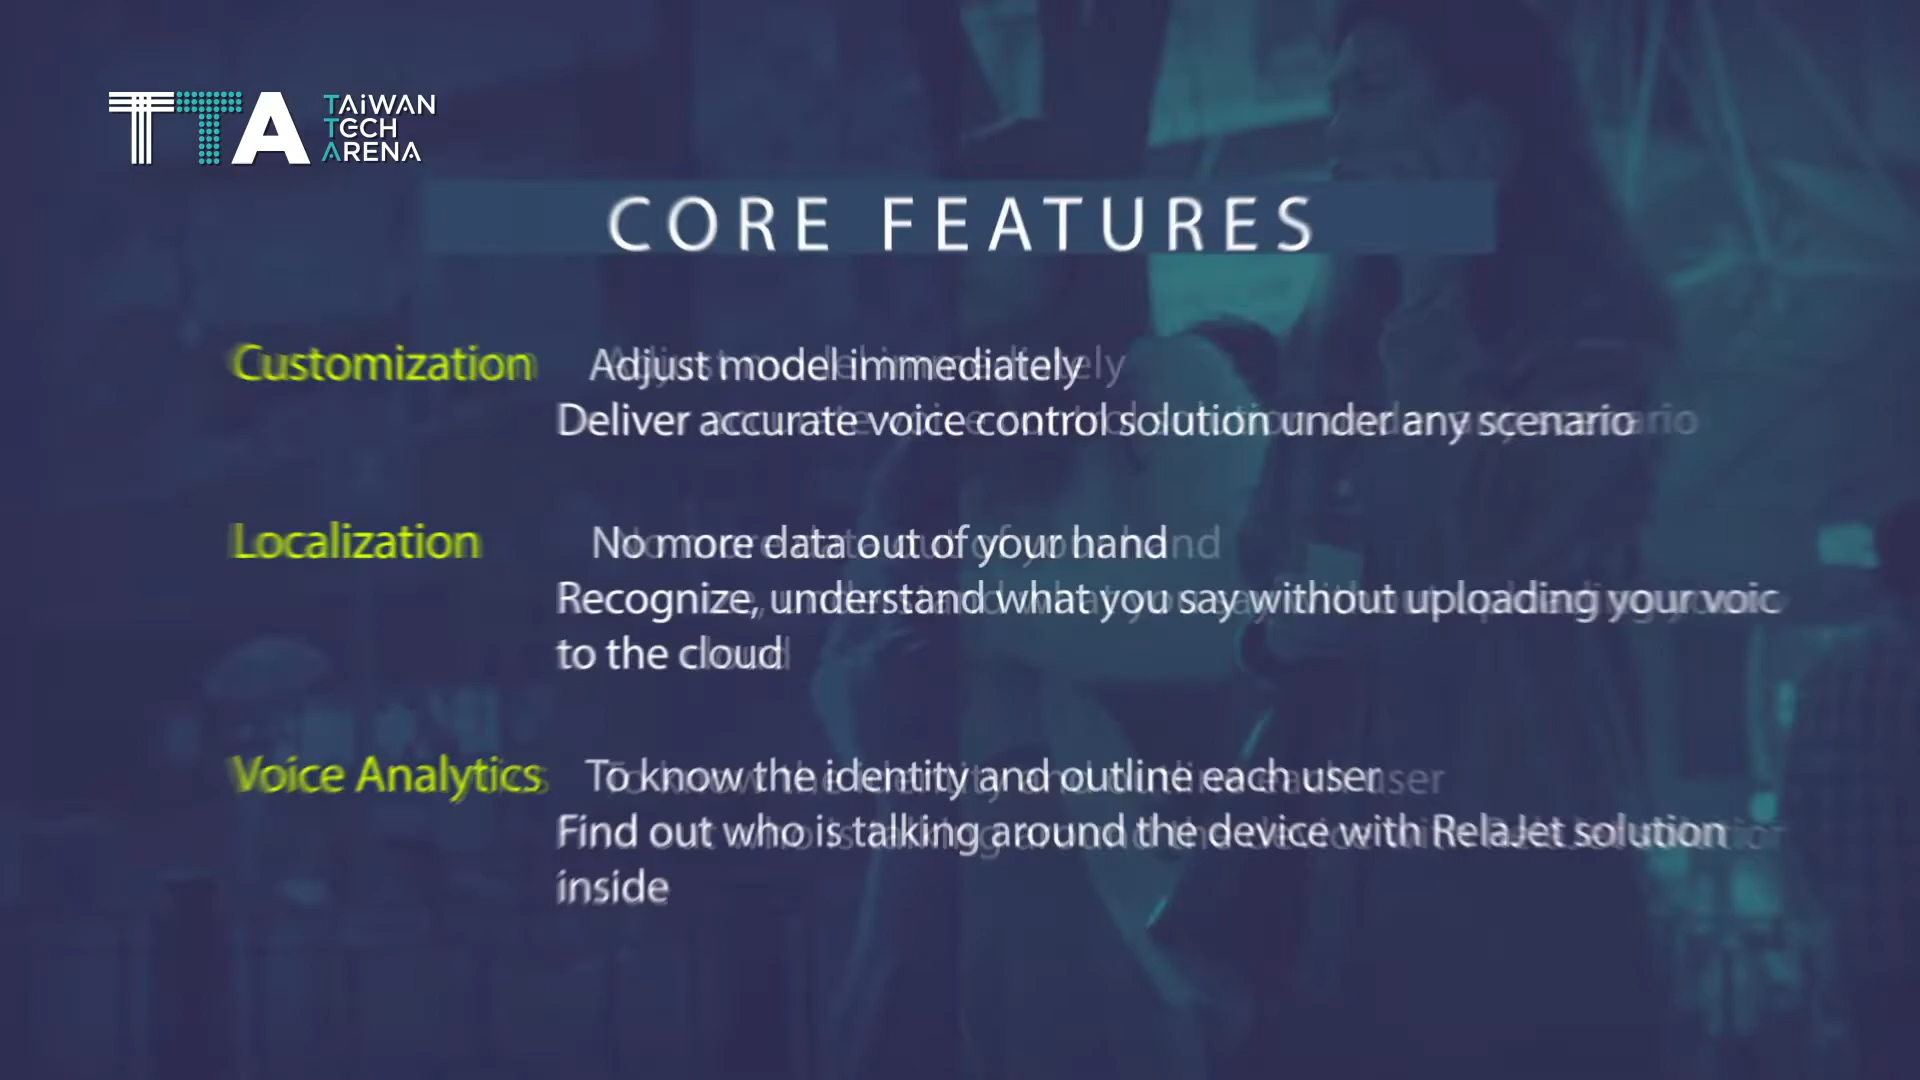 TTA TAiWAN
TECH
ARENA
CORE FEATURES
Customization Adjust model immediately
Deliver accurate voice control solution under any scenario
Localization No more data out of your hand
Recognize, understand what you say without uploading your voic
to the cloud
Voice Analytics To know the identity and outline each user
Find out who is talking around the device with RelaJet solution
inside